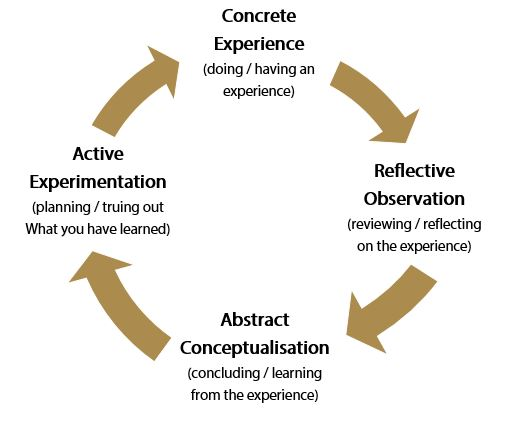 Concrete
Experience
(doing / having an
experience)
Reflective
Observation
(reviewing / reflecting
on the experience)
Abstract
Conceptualisation
(concluding / learning
from the experience)
Active
Experimentation
(planning / truing out
What you have learned)